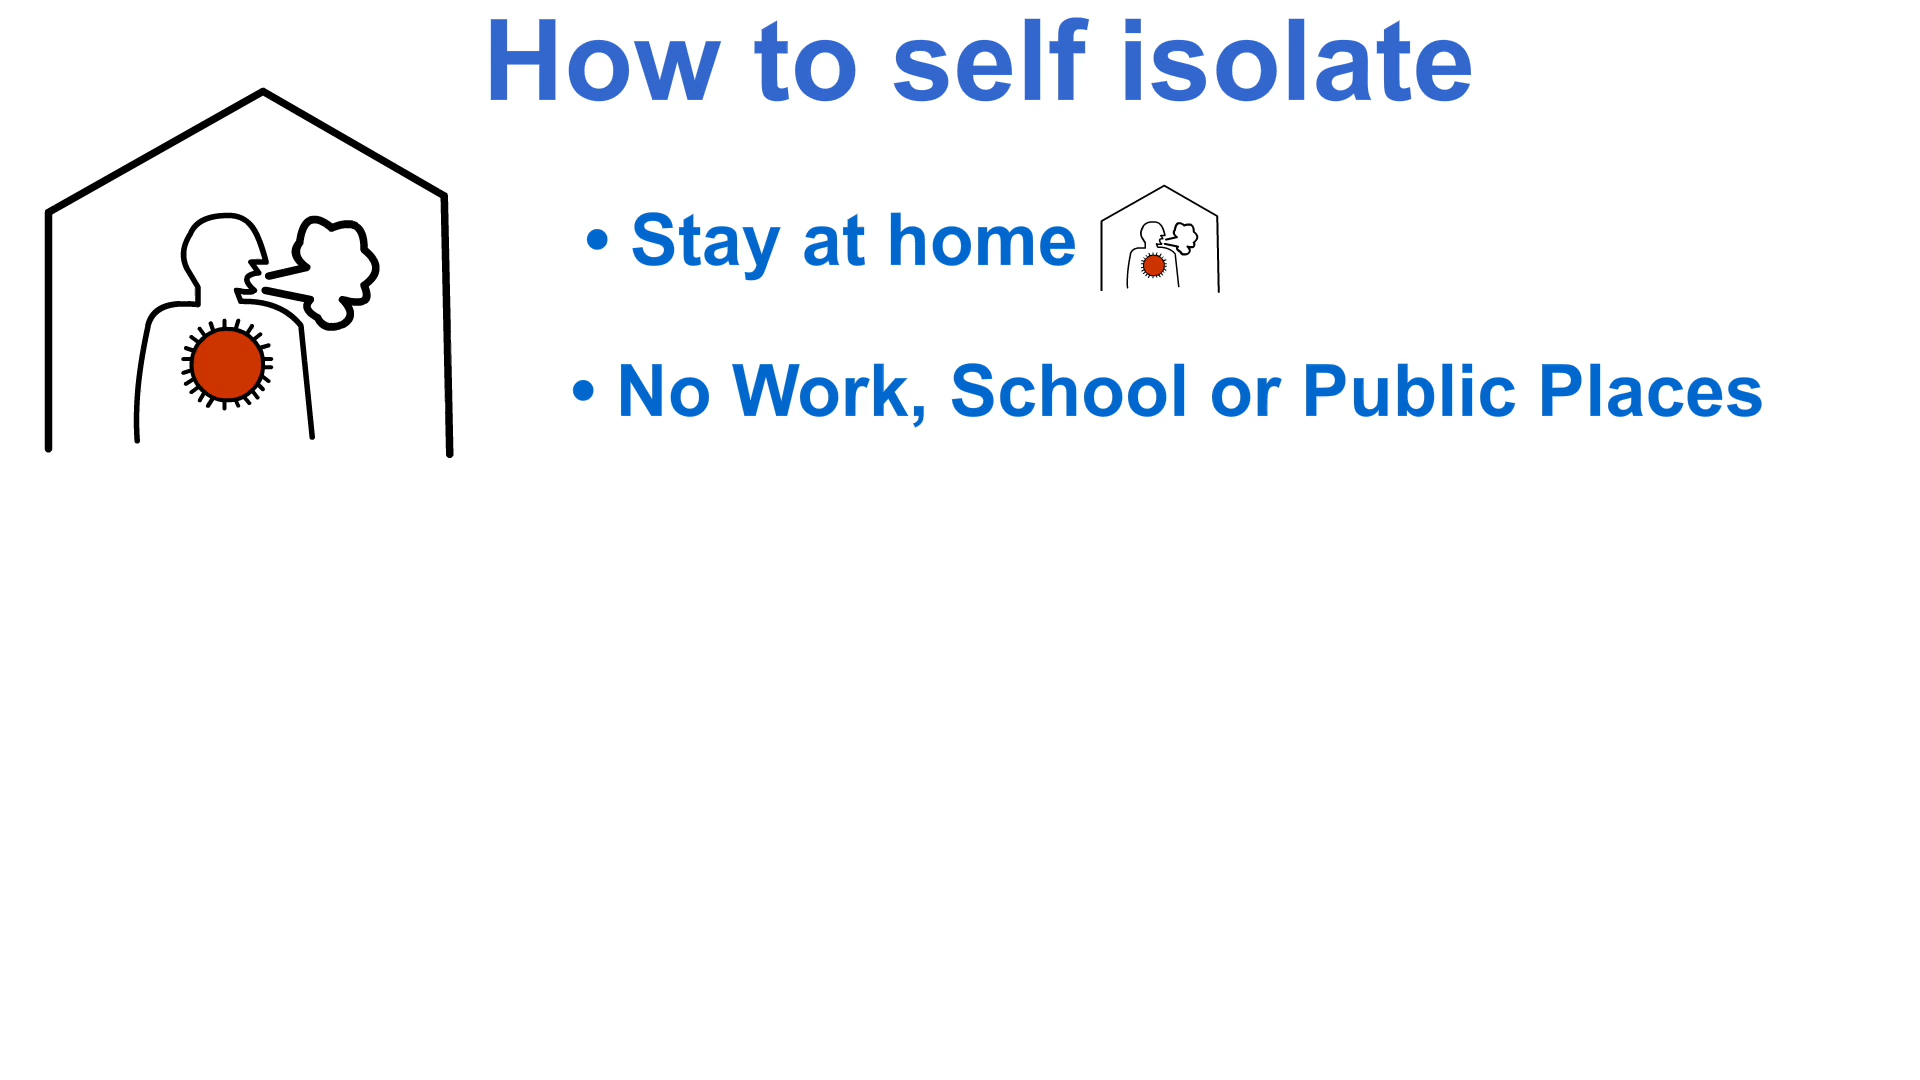 How to self isolate
• Stay at home
• No Work, School or Public Places